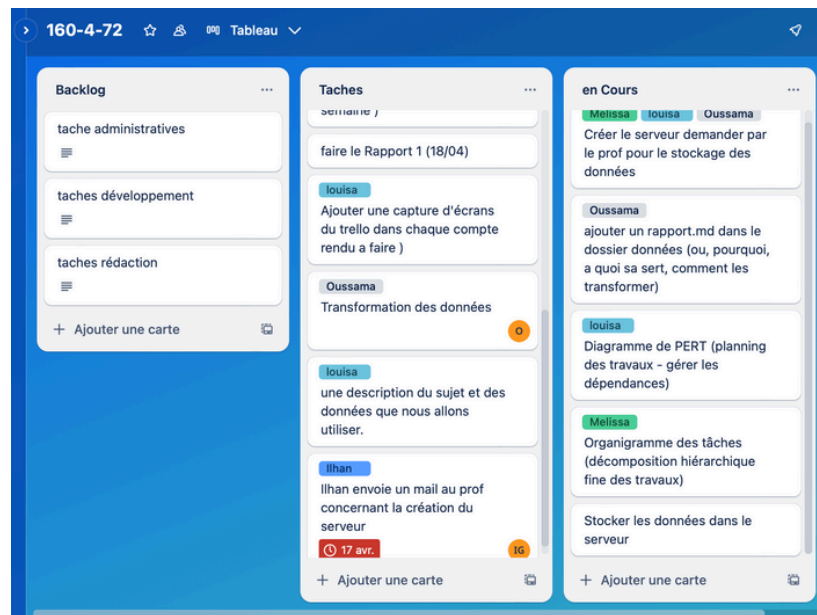 160-4-72
Tableau
Backlog
tache administratives
taches développement
taches rédaction
+ Ajouter une carte
Taches
semaine )
faire le Rapport 1 (18/04)
louisa
Ajouter une capture d'écrans
du trello dans chaque compte
rendu a faire )
Oussama
Transformation des données
O
louisa
une description du sujet et des
données que nous allons
utiliser.
Ilhan
Ilhan envoie un mail au prof
concernant la création du
serveur
17 avr.
IG
+ Ajouter une carte
en Cours
Melissa louisa Oussama
Créer le serveur demander par
le prof pour le stockage des
données
Oussama
ajouter un rapport.md dans le
dossier données (ou, pourquoi,
a quoi sa sert, comment les
transformer)
louisa
Diagramme de PERT (planning
des travaux - gérer les
dépendances)
Melissa
Organigramme des tâches
(décomposition hiérarchique
fine des travaux)
Stocker les données dans le
serveur
+ Ajouter une carte